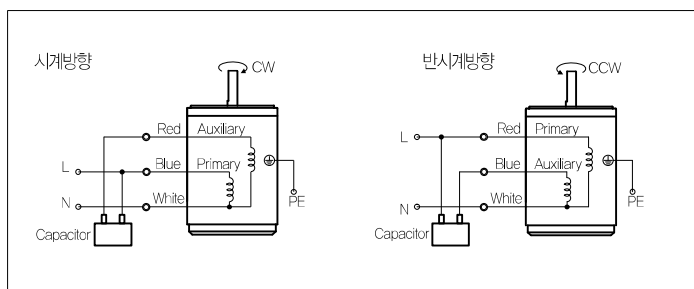 시계방향
CW
Red Auxiliary
L Blue Primary
N White
PE
Capacitor
반시계방향
CCW
L Red Primary
Blue Auxiliary
N White
PE
Capacitor